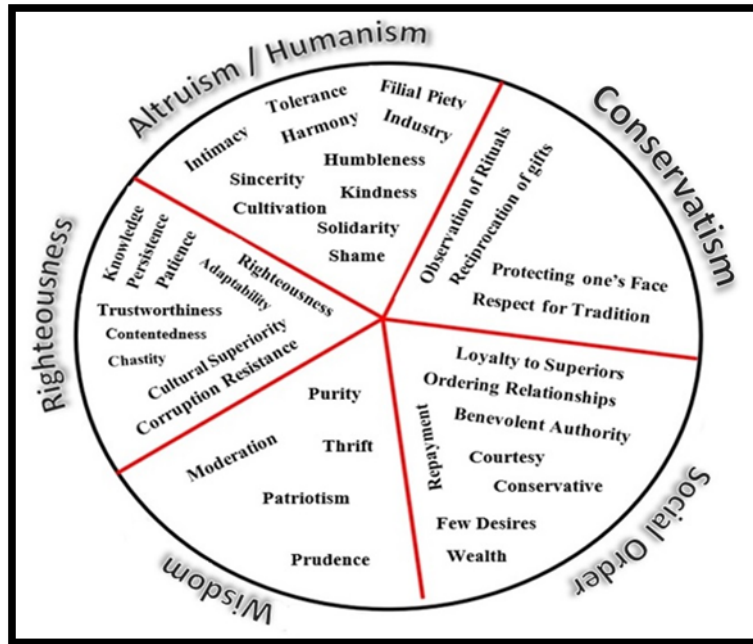 Altruism / Humanism
Intimacy
Tolerance
Harmony
Filial Piety
Industry
Humbleness
Sincerity
Kindness
Cultivation
Solidarity
Shame
Conservatism
Observation of Rituals
Reciprocation of gifts
Protecting one's Face
Respect for Tradition
Social Order
Loyalty to Superiors
Ordering Relationships
Benevolent Authority
Repayment
Courtesy
Conservative
Few Desires
Wealth
Wisdom
Purity
Moderation
Thrift
Patriotism
Prudence
Righteousness
Knowledge
Persistence
Patience
Righteousness
Adaptability
Trustworthiness
Contentedness
Chastity
Cultural Superiority
Corruption Resistance